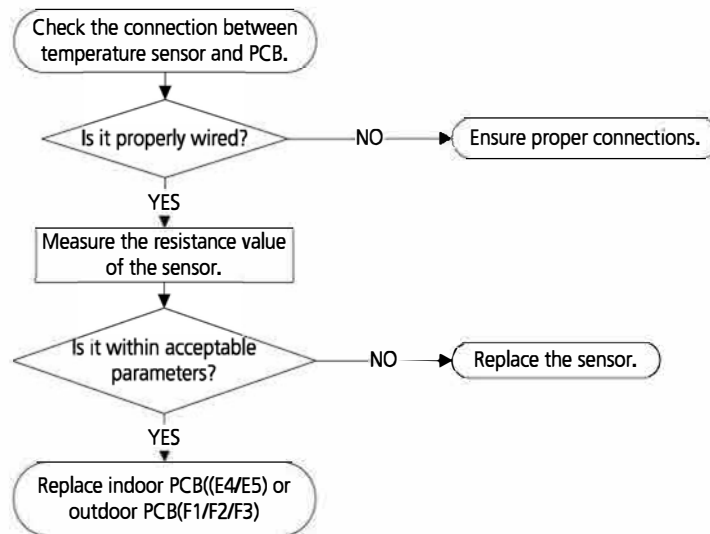 Check the connection between
temperature sensor and PCB.
Is it properly wired?
NO
Ensure proper connections.
YES
Measure the resistance value
of the sensor.
Is it within acceptable
parameters?
NO
Replace the sensor.
YES
Replace indoor PCB((E4/E5) or
outdoor PCB(F1/F2/F3)